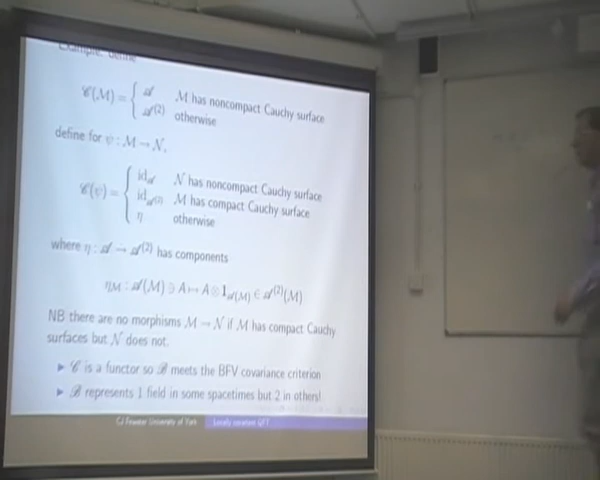 Example: define
𝒞(M) = { 𝒜 M has noncompact Cauchy surface
𝒜⁽²⁾ otherwise
define for ψ : M → N,
𝒞(ψ) = { id_𝒜 N has noncompact Cauchy surface
id_𝒜⁽²⁾ M has compact Cauchy surface
η otherwise
where η : 𝒜 → 𝒜⁽²⁾ has components
η_M : 𝒜(M) ∋ A ↦ A ⊗ 1_𝒜(M) ∈ 𝒜⁽²⁾(M)
NB there are no morphisms M → N if M has compact Cauchy
surfaces but N does not.
▶ 𝒞 is a functor so ℬ meets the BFV covariance criterion
▶ ℬ represents 1 field in some spacetimes but 2 in others!
CJ Fewster University of York Locally covariant QFT